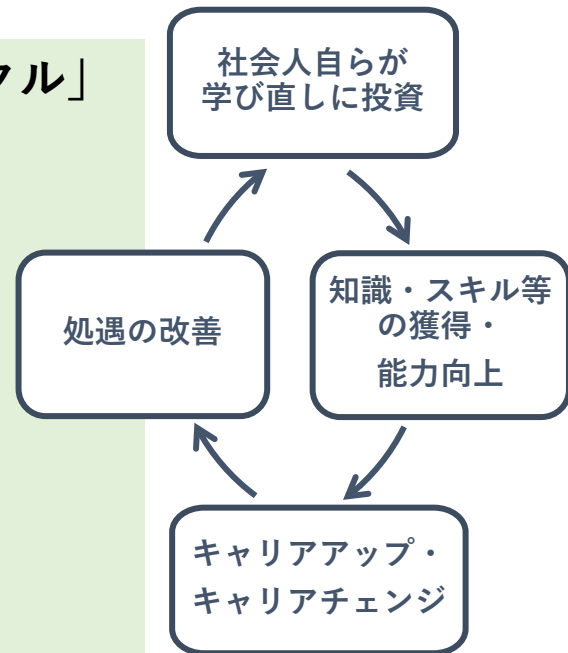 クル」
社会人自らが
学び直しに投資
知識・スキル等
の獲得・
能力向上
処遇の改善
キャリアアップ・
キャリアチェンジ